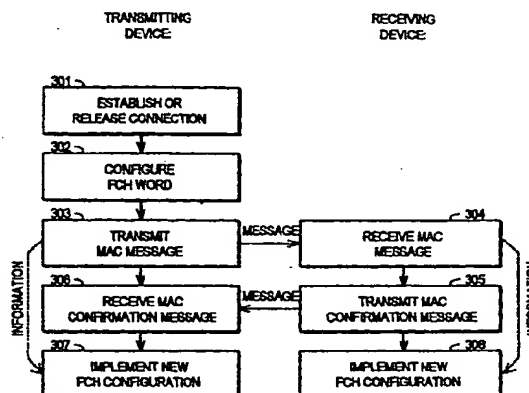 TRANSMITTING
DEVICE:
RECEIVING
DEVICE:
301
ESTABLISH OR
RELEASE CONNECTION
302
CONFIGURE
FCH WORD
303
TRANSMIT
MAC MESSAGE
MESSAGE
304
RECEIVE MAC
MESSAGE
306
RECEIVE MAC
CONFIRMATION MESSAGE
MESSAGE
305
TRANSMIT MAC
CONFIRMATION MESSAGE
307
IMPLEMENT NEW
FCH CONFIGURATION
308
IMPLEMENT NEW
FCH CONFIGURATION
INFORMATION
INFORMATION